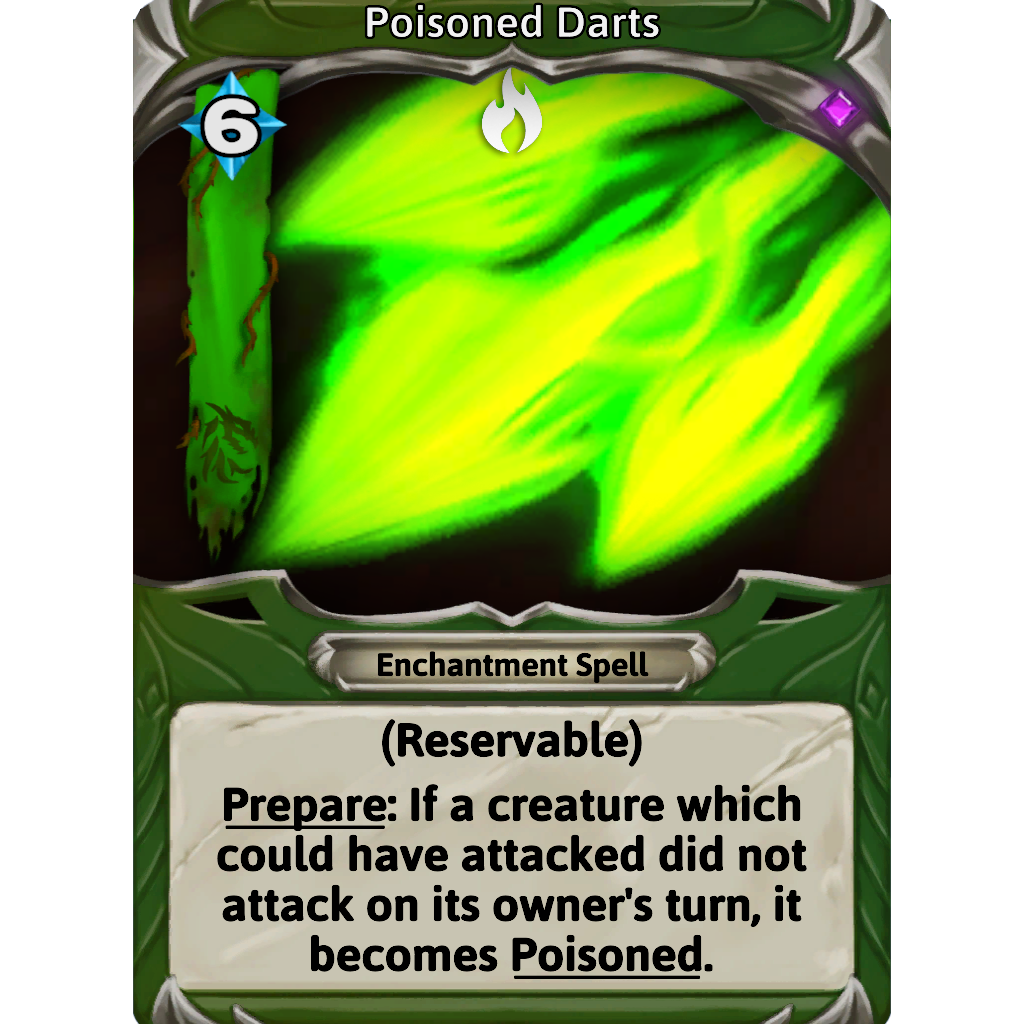 Poisoned Darts
6
Enchantment Spell
(Reservable)
Prepare: If a creature which
could have attacked did not
attack on its owner's turn, it
becomes Poisoned.